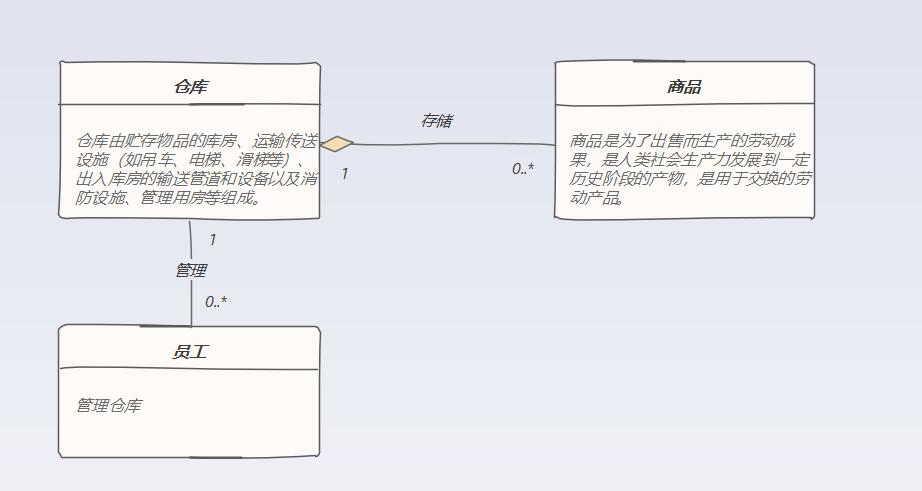 仓库
仓库由贮存物品的库房、运输传送
设施（如吊车、电梯、滑梯等）、
出入库房的输送管道和设备以及消
防设施、管理用房等组成。
存储
1
0..*
商品
商品是为了出售而生产的劳动成
果，是人类社会生产力发展到一定
历史阶段的产物，是用于交换的劳
动产品。
1
管理
0..*
员工
管理仓库